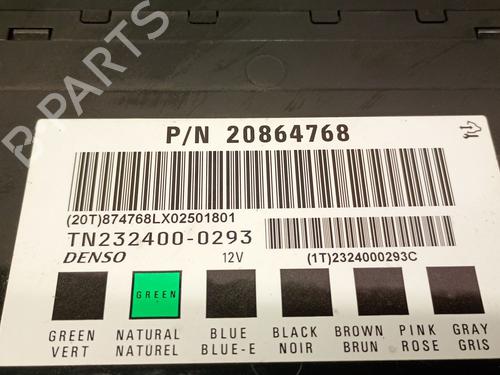 B-PARTS
P/N 20864768
(20T)874768LX02501801
TN232400-0293
DENSO 12V (1T)2324000293C
GREEN
GREEN NATURAL BLUE BLACK BROWN PINK GRAY
VERT NATUREL BLUE-E NOIR BRUN ROSE GRIS